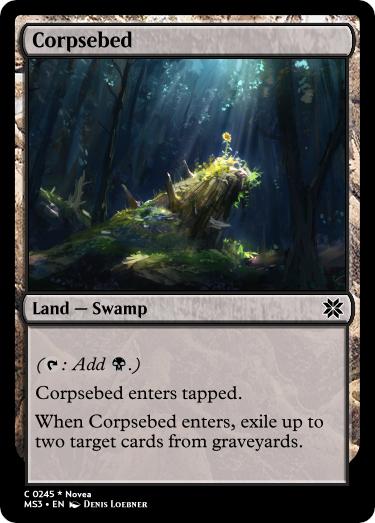 Corpsebed
Land — Swamp
(: Add .)
Corpsebed enters tapped.
When Corpsebed enters, exile up to
two target cards from graveyards.
C 0245 * Novea
MS3 • EN Denis Loebner